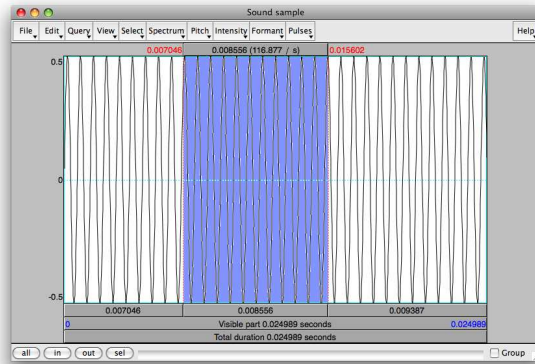 Sound sample
File Edit Query View Select Spectrum Pitch Intensity Formant Pulses Help
0.007046 0.008556 (116.877 / s) 0.015602
0.5
0
-0.5
0.007046 0.008556 0.009387
0 Visible part 0.024989 seconds 0.024989
Total duration 0.024989 seconds
all in out sel Group